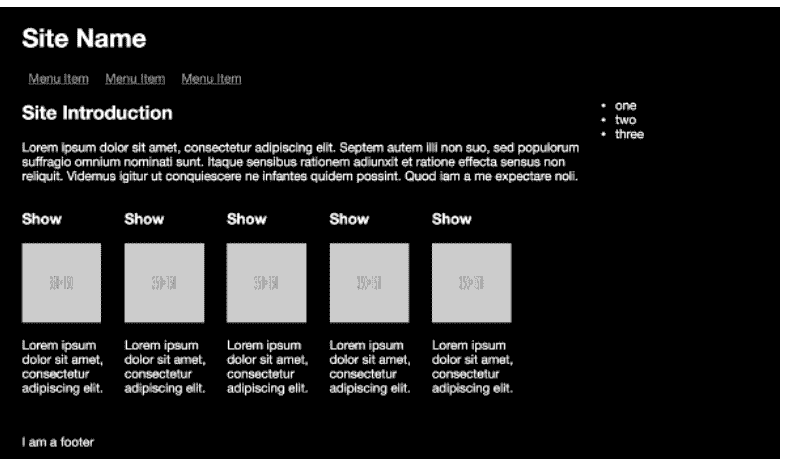 Site Name
Menu Item Menu Item Menu Item
Site Introduction
Lorem ipsum dolor sit amet, consectetur adipiscing elit. Septem autem illi non suo, sed populorum
suffragio omnium nominati sunt. Itaque sensibus rationem adiunxit et ratione effecta sensus non
reliquit. Videmus igitur ut conquiescere ne infantes quidem possint. Quod iam a me expectare noli.
• one
• two
• three
Show Show Show Show Show
Lorem ipsum
dolor sit amet,
consectetur
adipiscing elit.
Lorem ipsum
dolor sit amet,
consectetur
adipiscing elit.
Lorem ipsum
dolor sit amet,
consectetur
adipiscing elit.
Lorem ipsum
dolor sit amet,
consectetur
adipiscing elit.
Lorem ipsum
dolor sit amet,
consectetur
adipiscing elit.
I am a footer